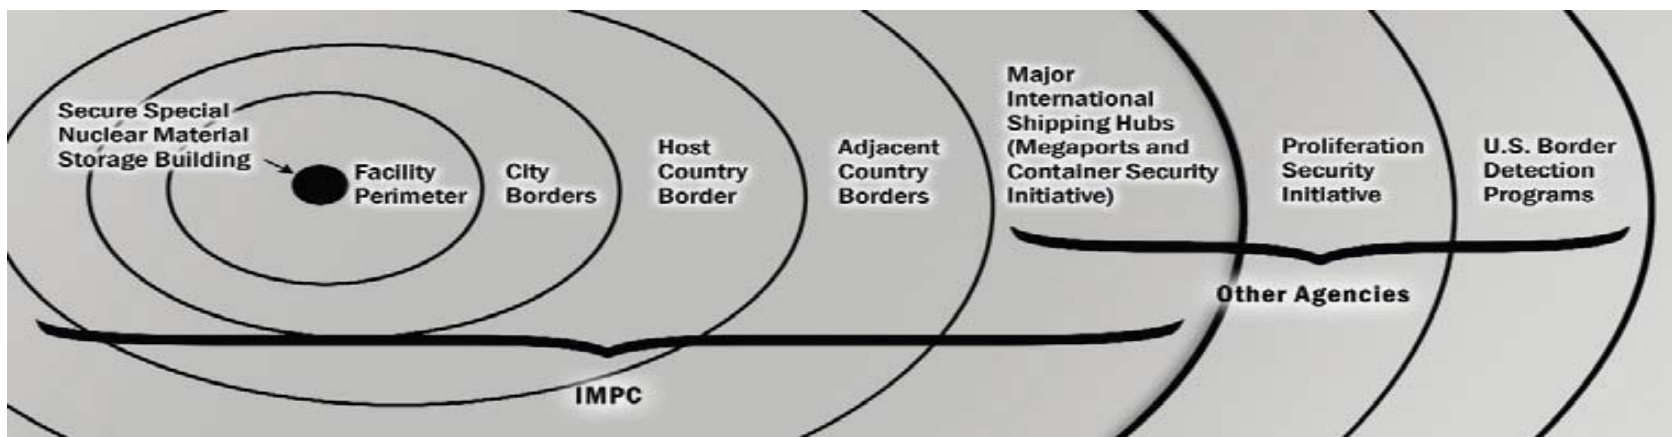 Secure Special
Nuclear Material
Storage Building
Facility
Perimeter
City
Borders
Host
Country
Border
Adjacent
Country
Borders
Major
International
Shipping Hubs
(Megaports and
Container Security
Initiative)
Proliferation
Security
Initiative
U.S. Border
Detection
Programs
Other Agencies
IMPC